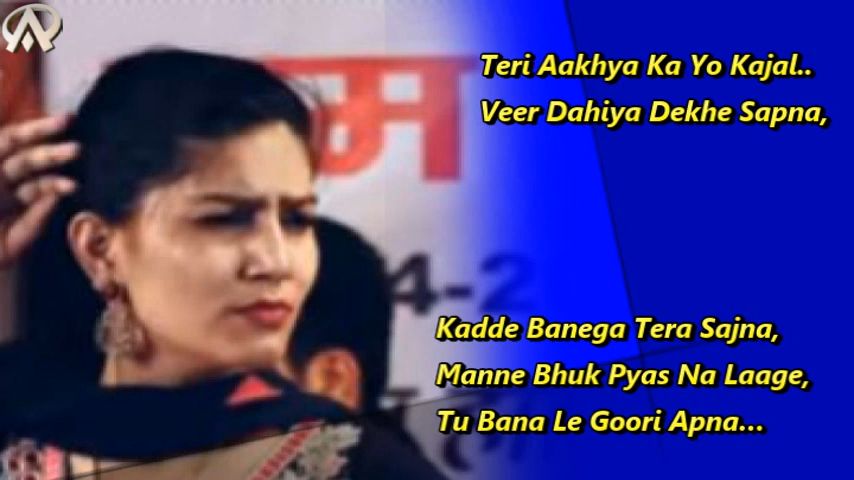 Teri Aakhya Ka Yo Kajal..
Veer Dahiya Dekhe Sapna,
Kadde Banega Tera Sajna,
Manne Bhuk Pyas Na Laage,
Tu Bana Le Goori Apna...